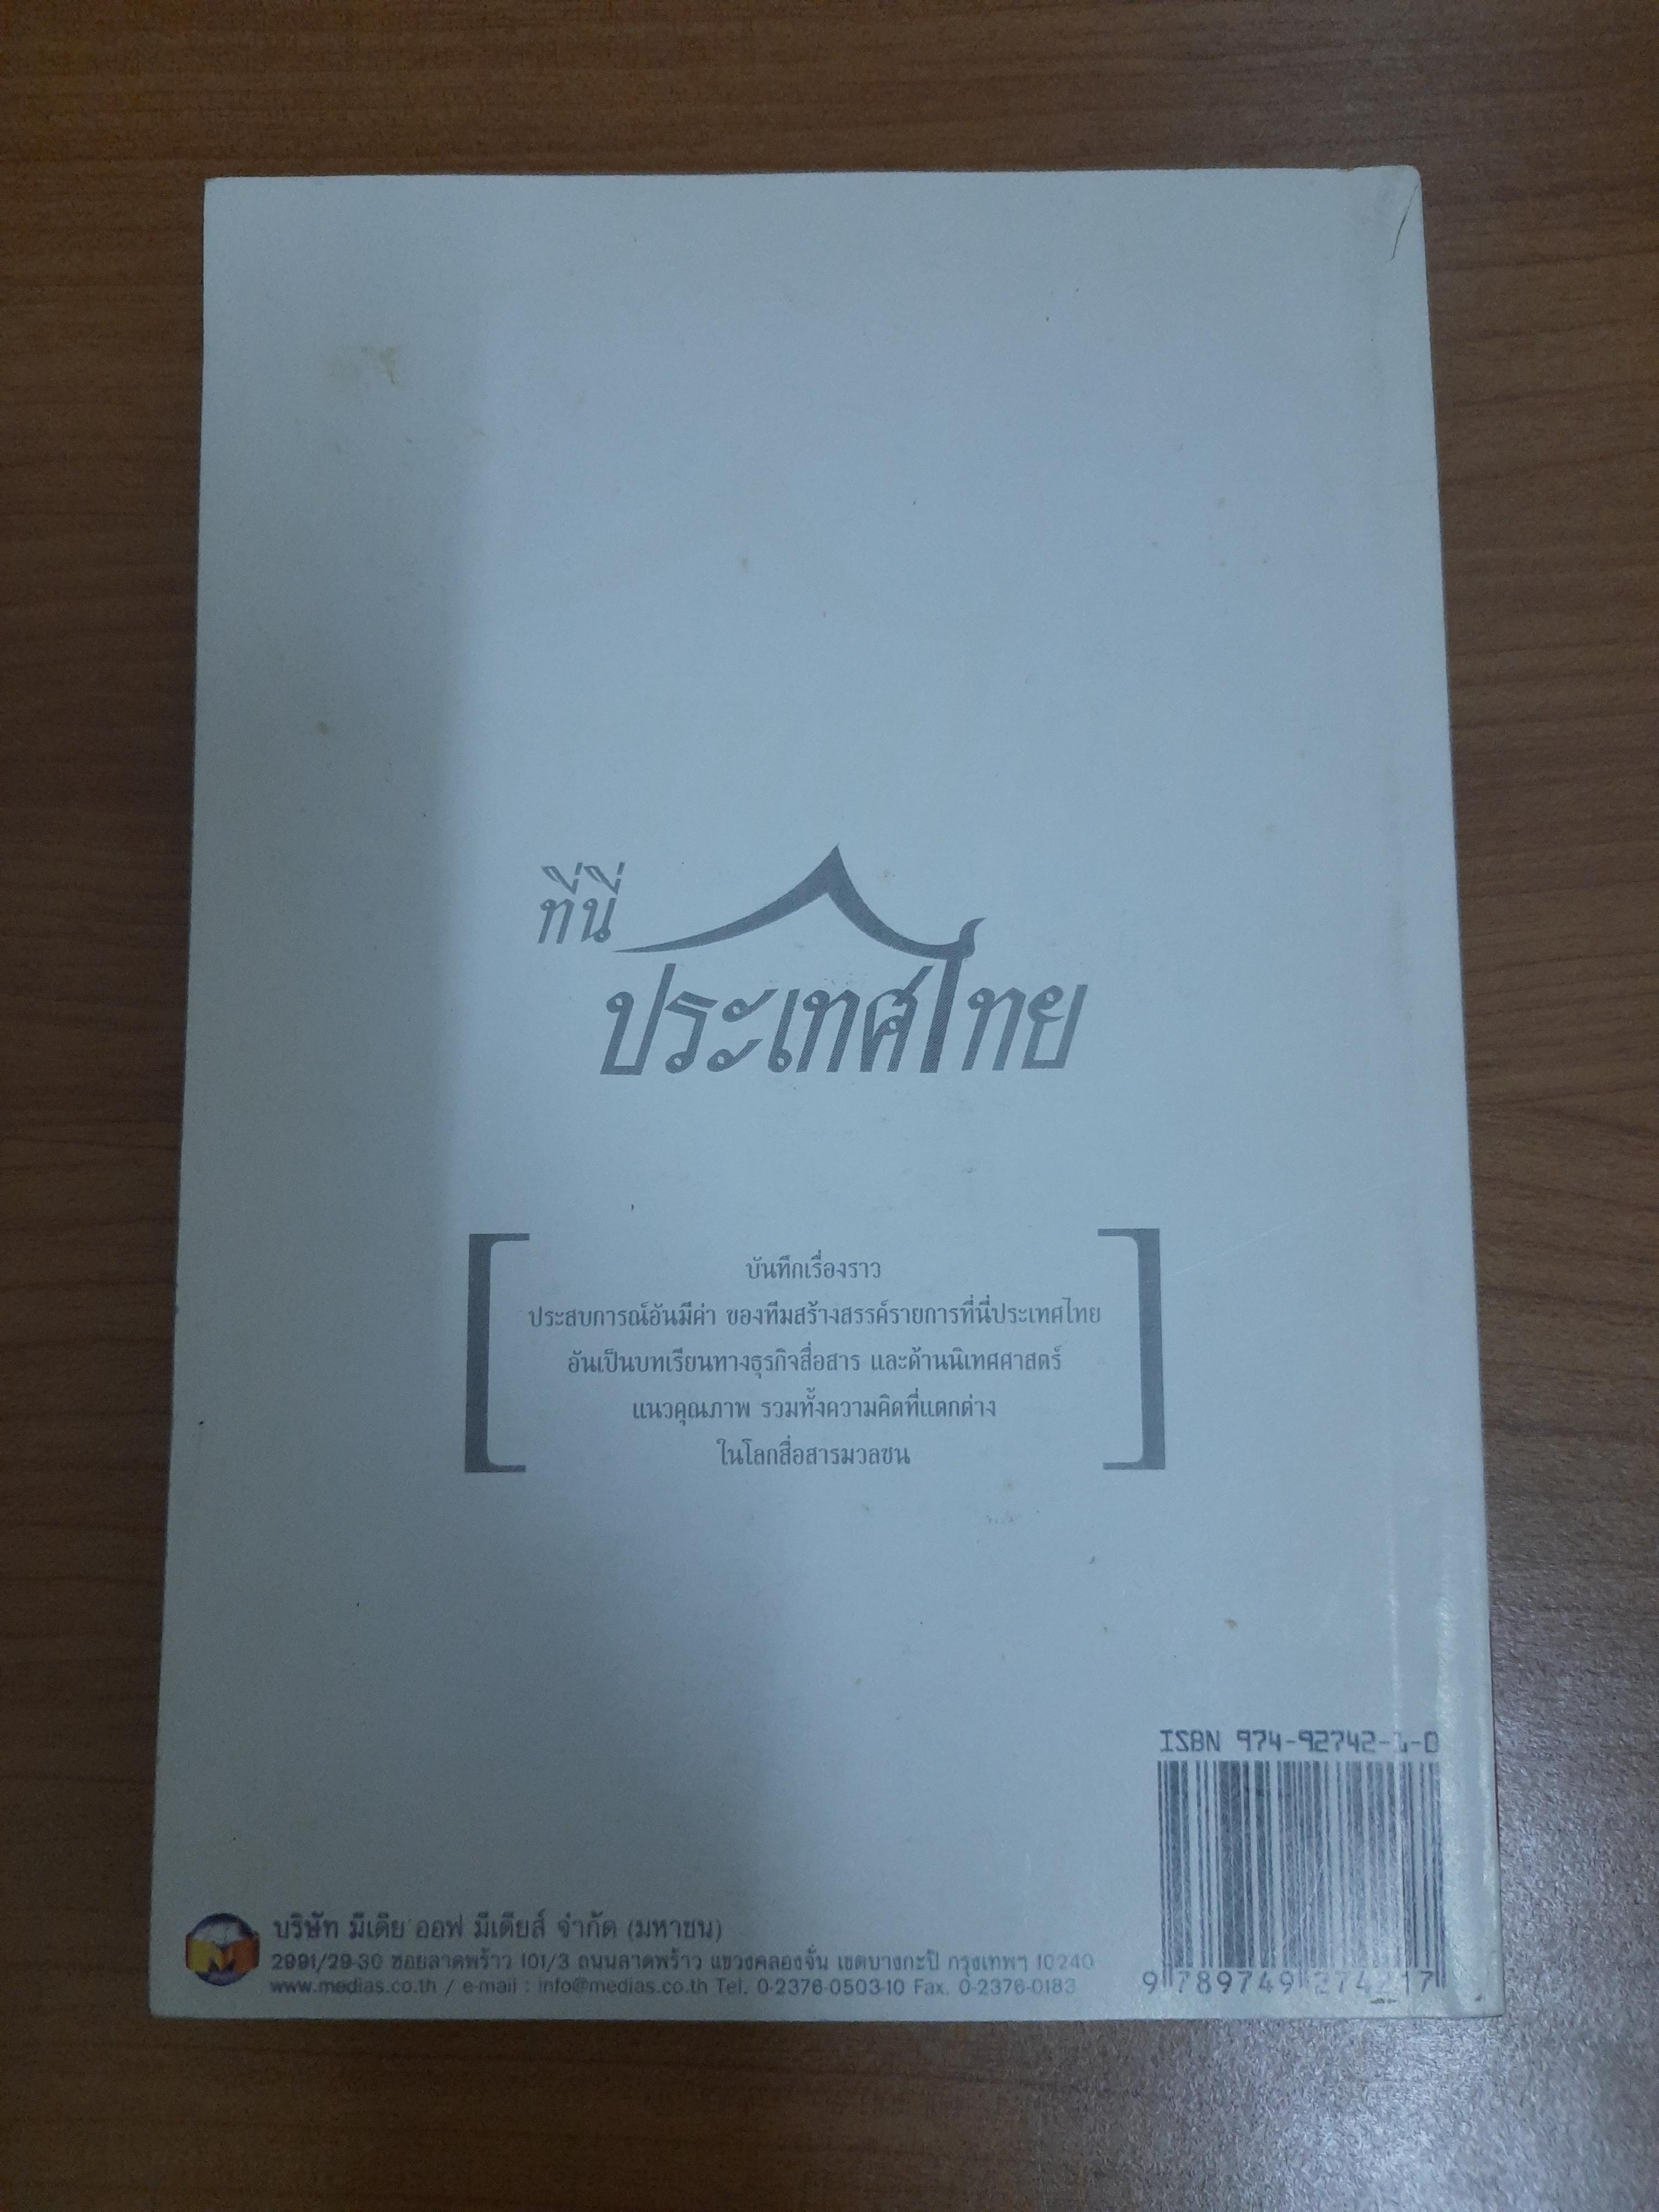 ที่นี่
ประเทศไทย
บันทึกเรื่องราว
ประสบการณ์อันมีค่า ของทีมสร้างสรรค์รายการที่นี่ประเทศไทย
อันเป็นบทเรียนทางธุรกิจสื่อสาร และด้านนิเทศศาสตร์
แนวคุณภาพ รวมทั้งความคิดที่แตกต่าง
ในโลกสื่อสารมวลชน
ISBN 974-92742-1-0
9 789749 274217
M
บริษัท มีเดีย ออฟ มีเดียส์ จำกัด (มหาชน)
2991/29-30 ซอยลาดพร้าว 101/3 ถนนลาดพร้าว แขวงคลองจั่น เขตบางกะปิ กรุงเทพฯ 10240
www.medias.co.th / e-mail : info@medias.co.th Tel. 0-2376-0503-10 Fax. 0-2376-0183